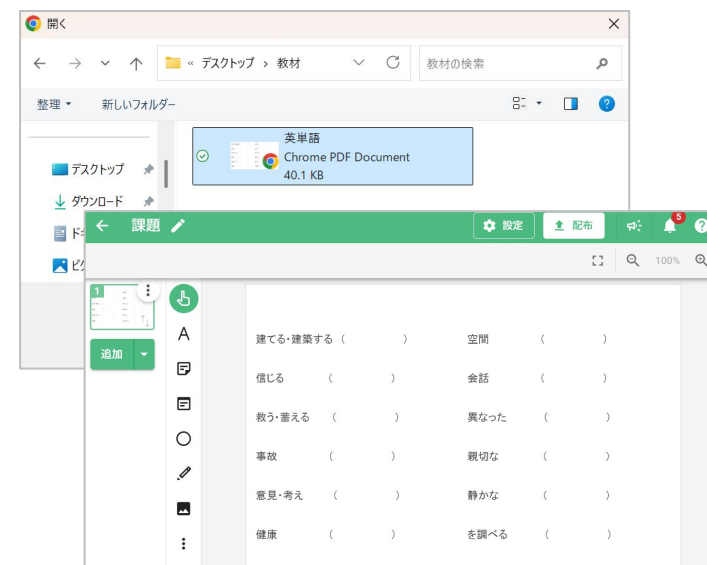 開く
« デスクトップ › 教材
教材の検索
整理
新しいフォルダー
デスクトップ
ダウンロード
英単語
Chrome PDF Document
40.1 KB
課題
設定
配布
5
100%
1
追加
A
建てる・建築する（　　　）　空間（　　　）
信じる（　　　）　会話（　　　）
救う・蓄える（　　　）　異なった（　　　）
事故（　　　）　親切な（　　　）
意見・考え（　　　）　静かな（　　　）
健康（　　　）　を調べる（　　　）